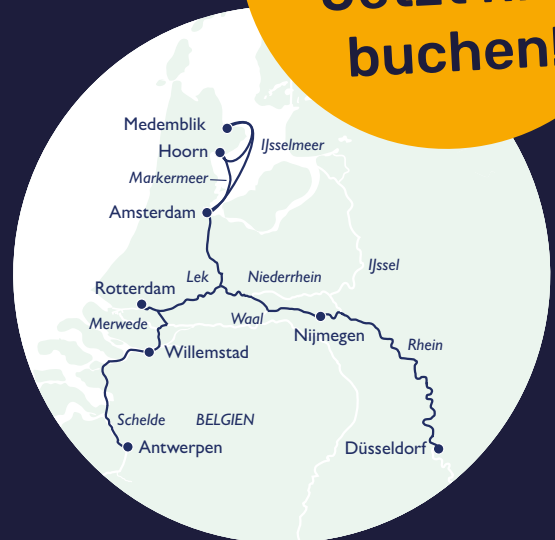 buchen!
Medemblik
Hoorn
IJsselmeer
Markermeer
Amsterdam
IJssel
Lek
Niederrhein
Rotterdam
Merwede
Waal
Nijmegen
Willemstad
Rhein
Schelde
BELGIEN
Antwerpen
Düsseldorf